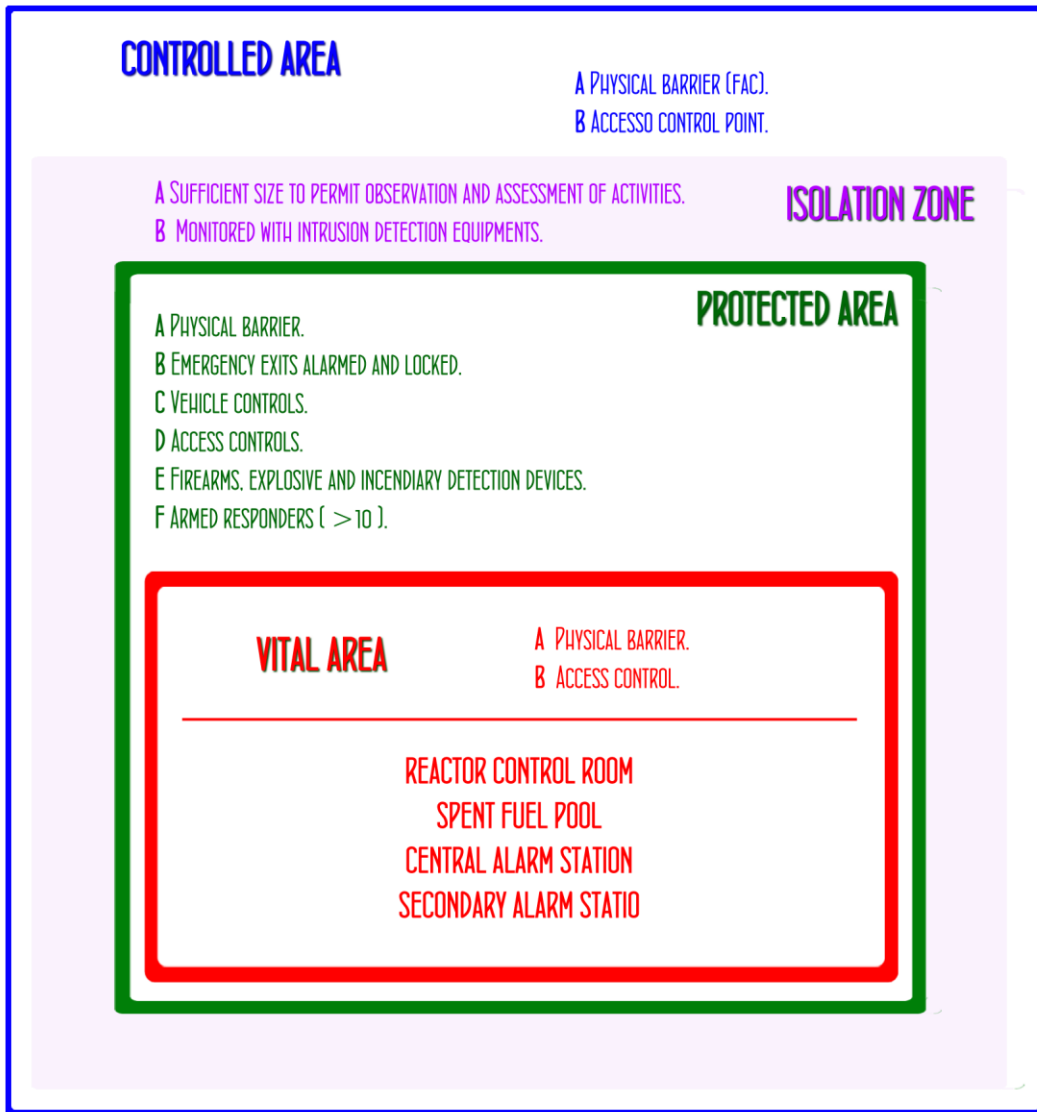 CONTROLLED AREA
A PHYSICAL BARRIER (FAC).
B ACCESSO CONTROL POINT.
A SUFFICIENT SIZE TO PERMIT OBSERVATION AND ASSESSMENT OF ACTIVITIES.
ISOLATION ZONE
B MONITORED WITH INTRUSION DETECTION EQUIPMENTS.
PROTECTED AREA
A PHYSICAL BARRIER.
B EMERGENCY EXITS ALARMED AND LOCKED.
C VEHICLE CONTROLS.
D ACCESS CONTROLS.
E FIREARMS, EXPLOSIVE AND INCENDIARY DETECTION DEVICES.
F ARMED RESPONDERS ( >10 ).
VITAL AREA
A PHYSICAL BARRIER.
B ACCESS CONTROL.
REACTOR CONTROL ROOM
SPENT FUEL POOL
CENTRAL ALARM STATION
SECONDARY ALARM STATIO